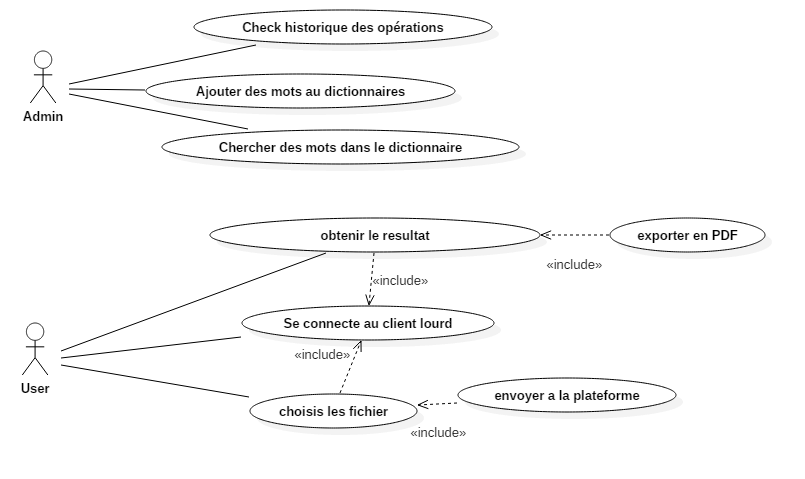 Check historique des opérations
Admin
Ajouter des mots au dictionnaires
Chercher des mots dans le dictionnaire
obtenir le resultat
exporter en PDF
«include»
«include»
Se connecte au client lourd
«include»
User
choisis les fichier
envoyer a la plateforme
«include»